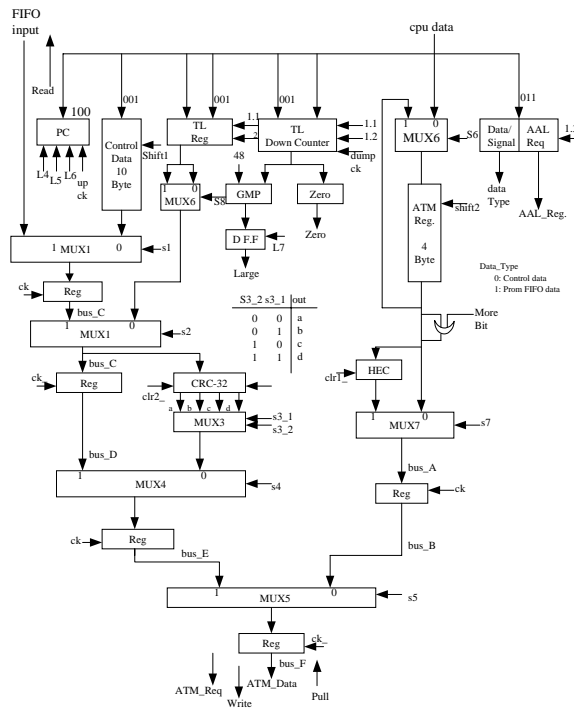 FIFO
input
cpu data
Read
001
001
001
011
100
PC
Control
Data
10
Byte
TL
Reg
1.1
2
TL
Down Counter
1.1
1.2
dump
ck
1 0
MUX6
S6
Data/
Signal
AAL
Req
Shift1
L4
L5
L6
up
ck
1 0
MUX6
S8
48
GMP
Zero
data
Type
AAL_Reg.
ATM
Reg.
4
Byte
shift2
D F.F
L7
Zero
Large
1 MUX1 0
s1
Data_Type
0: Control data
1: Prom FIFO data
ck
Reg
bus_C
S3_2 s3_1 out
0 0 a
0 1 b
1 0 c
1 1 d
More
Bit
1 MUX1 0
s2
bus_C
ck_
Reg
CRC-32
clr2_
a b c d
MUX3
s3_1
s3_2
clr1_
HEC
1 0
MUX7
s7
bus_D
bus_A
1 0
MUX4
s4
Reg
ck
ck
Reg
bus_E
bus_B
1 0
MUX5
s5
Reg
ck_
bus_F
ATM_Req
Write
ATM_Data
Pull